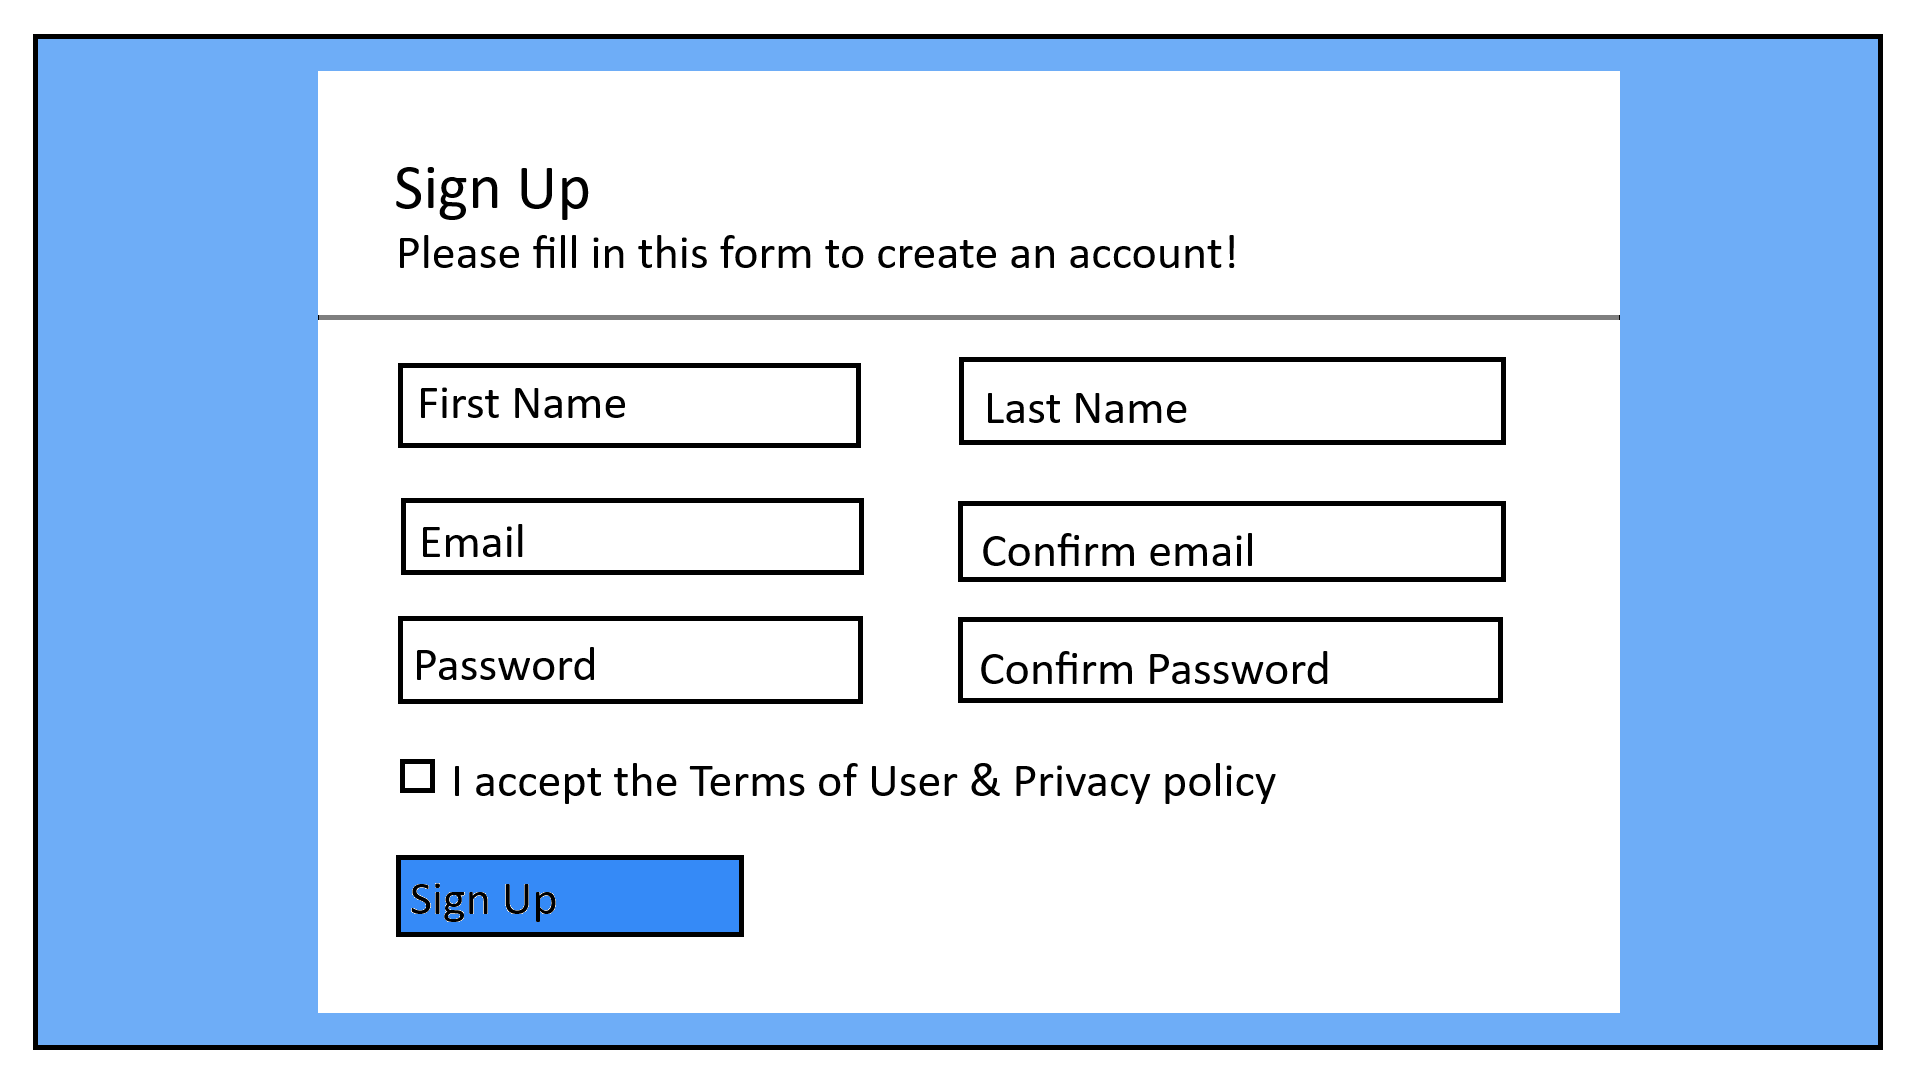 Sign Up
Please fill in this form to create an account!
First Name
Last Name
Email
Confirm email
Password
Confirm Password
I accept the Terms of User & Privacy policy
Sign Up